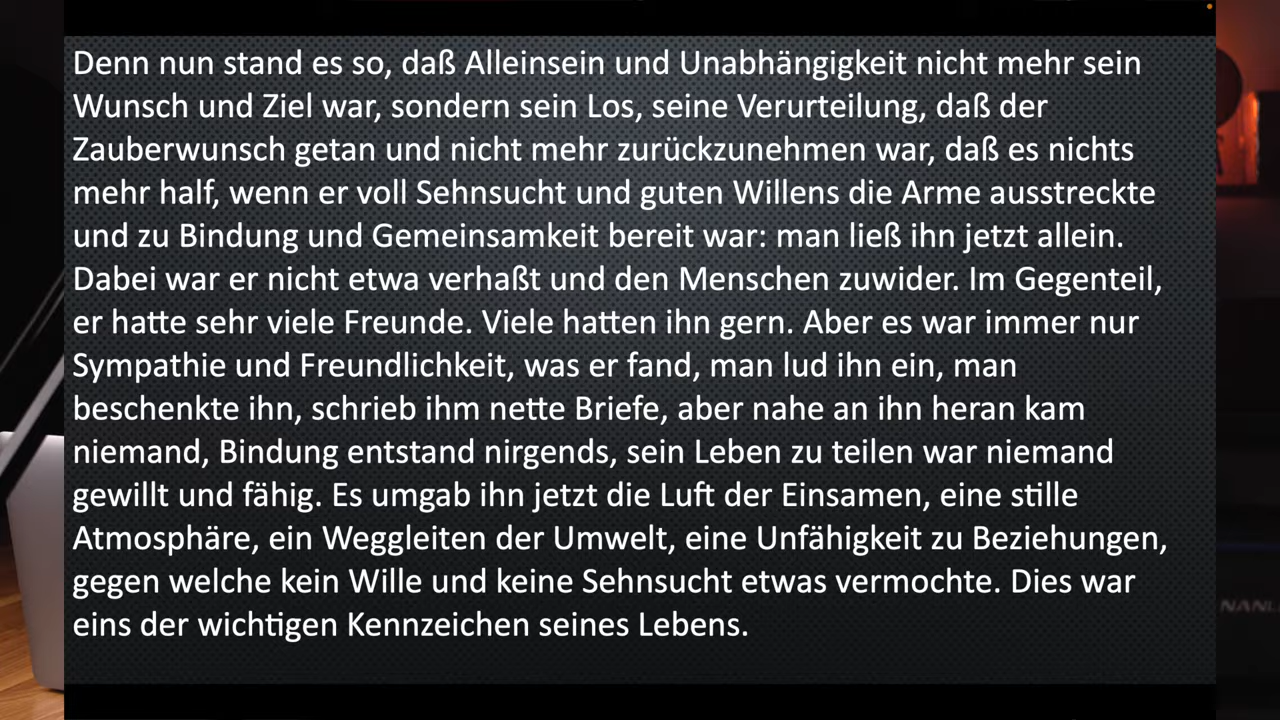 Denn nun stand es so, daß Alleinsein und Unabhängigkeit nicht mehr sein
Wunsch und Ziel war, sondern sein Los, seine Verurteilung, daß der
Zauberwunsch getan und nicht mehr zurückzunehmen war, daß es nichts
mehr half, wenn er voll Sehnsucht und guten Willens die Arme ausstreckte
und zu Bindung und Gemeinsamkeit bereit war: man ließ ihn jetzt allein.
Dabei war er nicht etwa verhaßt und den Menschen zuwider. Im Gegenteil,
er hatte sehr viele Freunde. Viele hatten ihn gern. Aber es war immer nur
Sympathie und Freundlichkeit, was er fand, man lud ihn ein, man
beschenkte ihn, schrieb ihm nette Briefe, aber nahe an ihn heran kam
niemand, Bindung entstand nirgends, sein Leben zu teilen war niemand
gewillt und fähig. Es umgab ihn jetzt die Luft der Einsamen, eine stille
Atmosphäre, ein Weggleiten der Umwelt, eine Unfähigkeit zu Beziehungen,
gegen welche kein Wille und keine Sehnsucht etwas vermochte. Dies war
eins der wichtigen Kennzeichen seines Lebens.